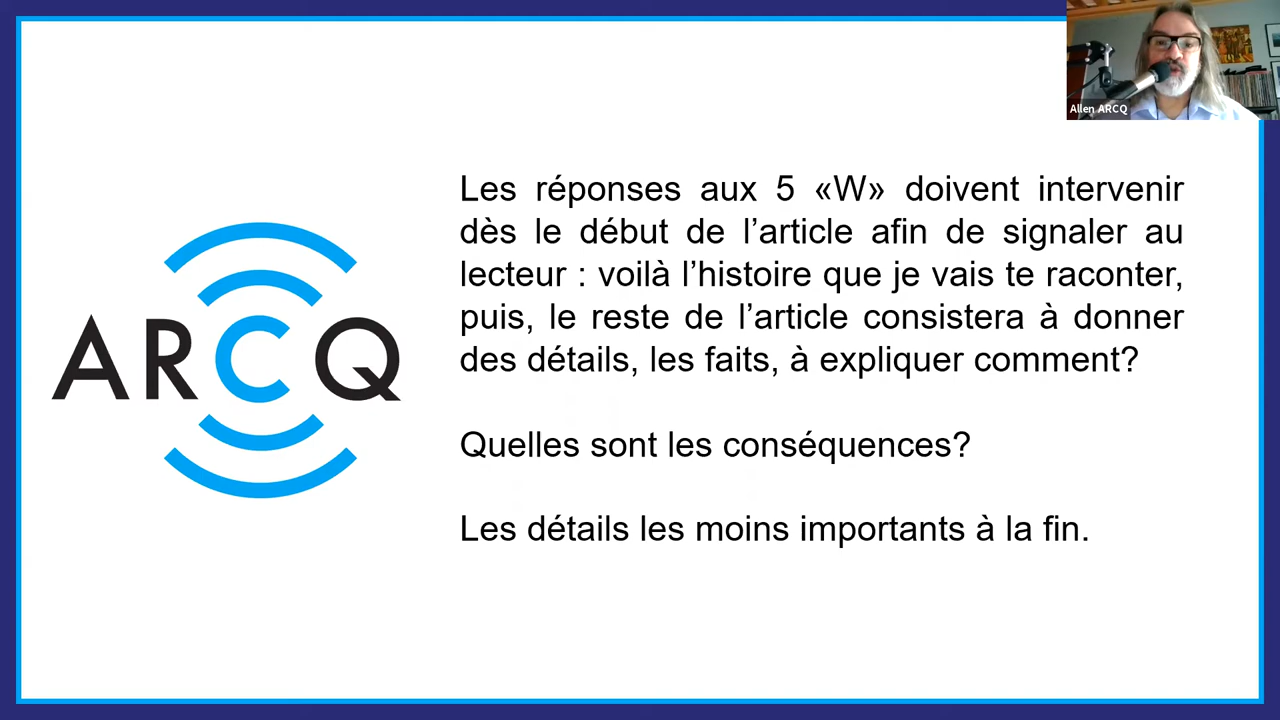 Allen ARCQ
ARCQ
Les réponses aux 5 «W» doivent intervenir
dès le début de l’article afin de signaler au
lecteur : voilà l’histoire que je vais te raconter,
puis, le reste de l’article consistera à donner
des détails, les faits, à expliquer comment?
Quelles sont les conséquences?
Les détails les moins importants à la fin.